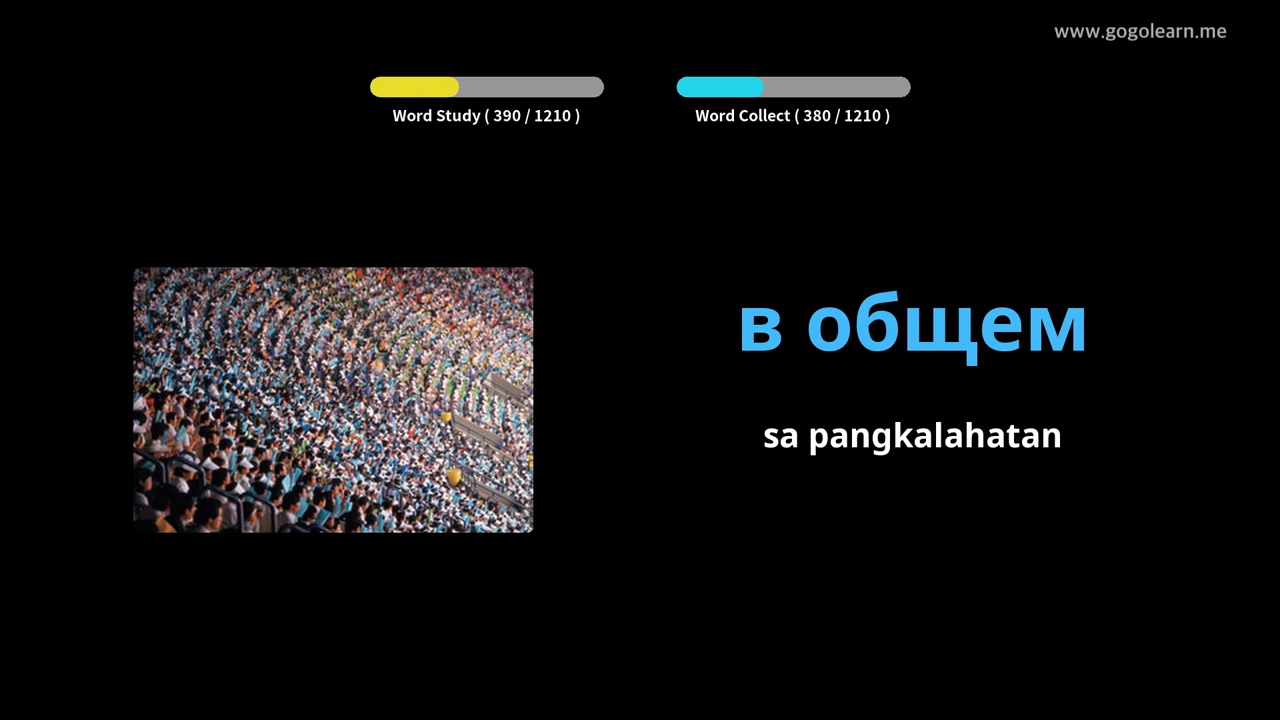 www.gogolearn.me
Word Study ( 390 / 1210 )
Word Collect ( 380 / 1210 )
в общем
sa pangkalahatan